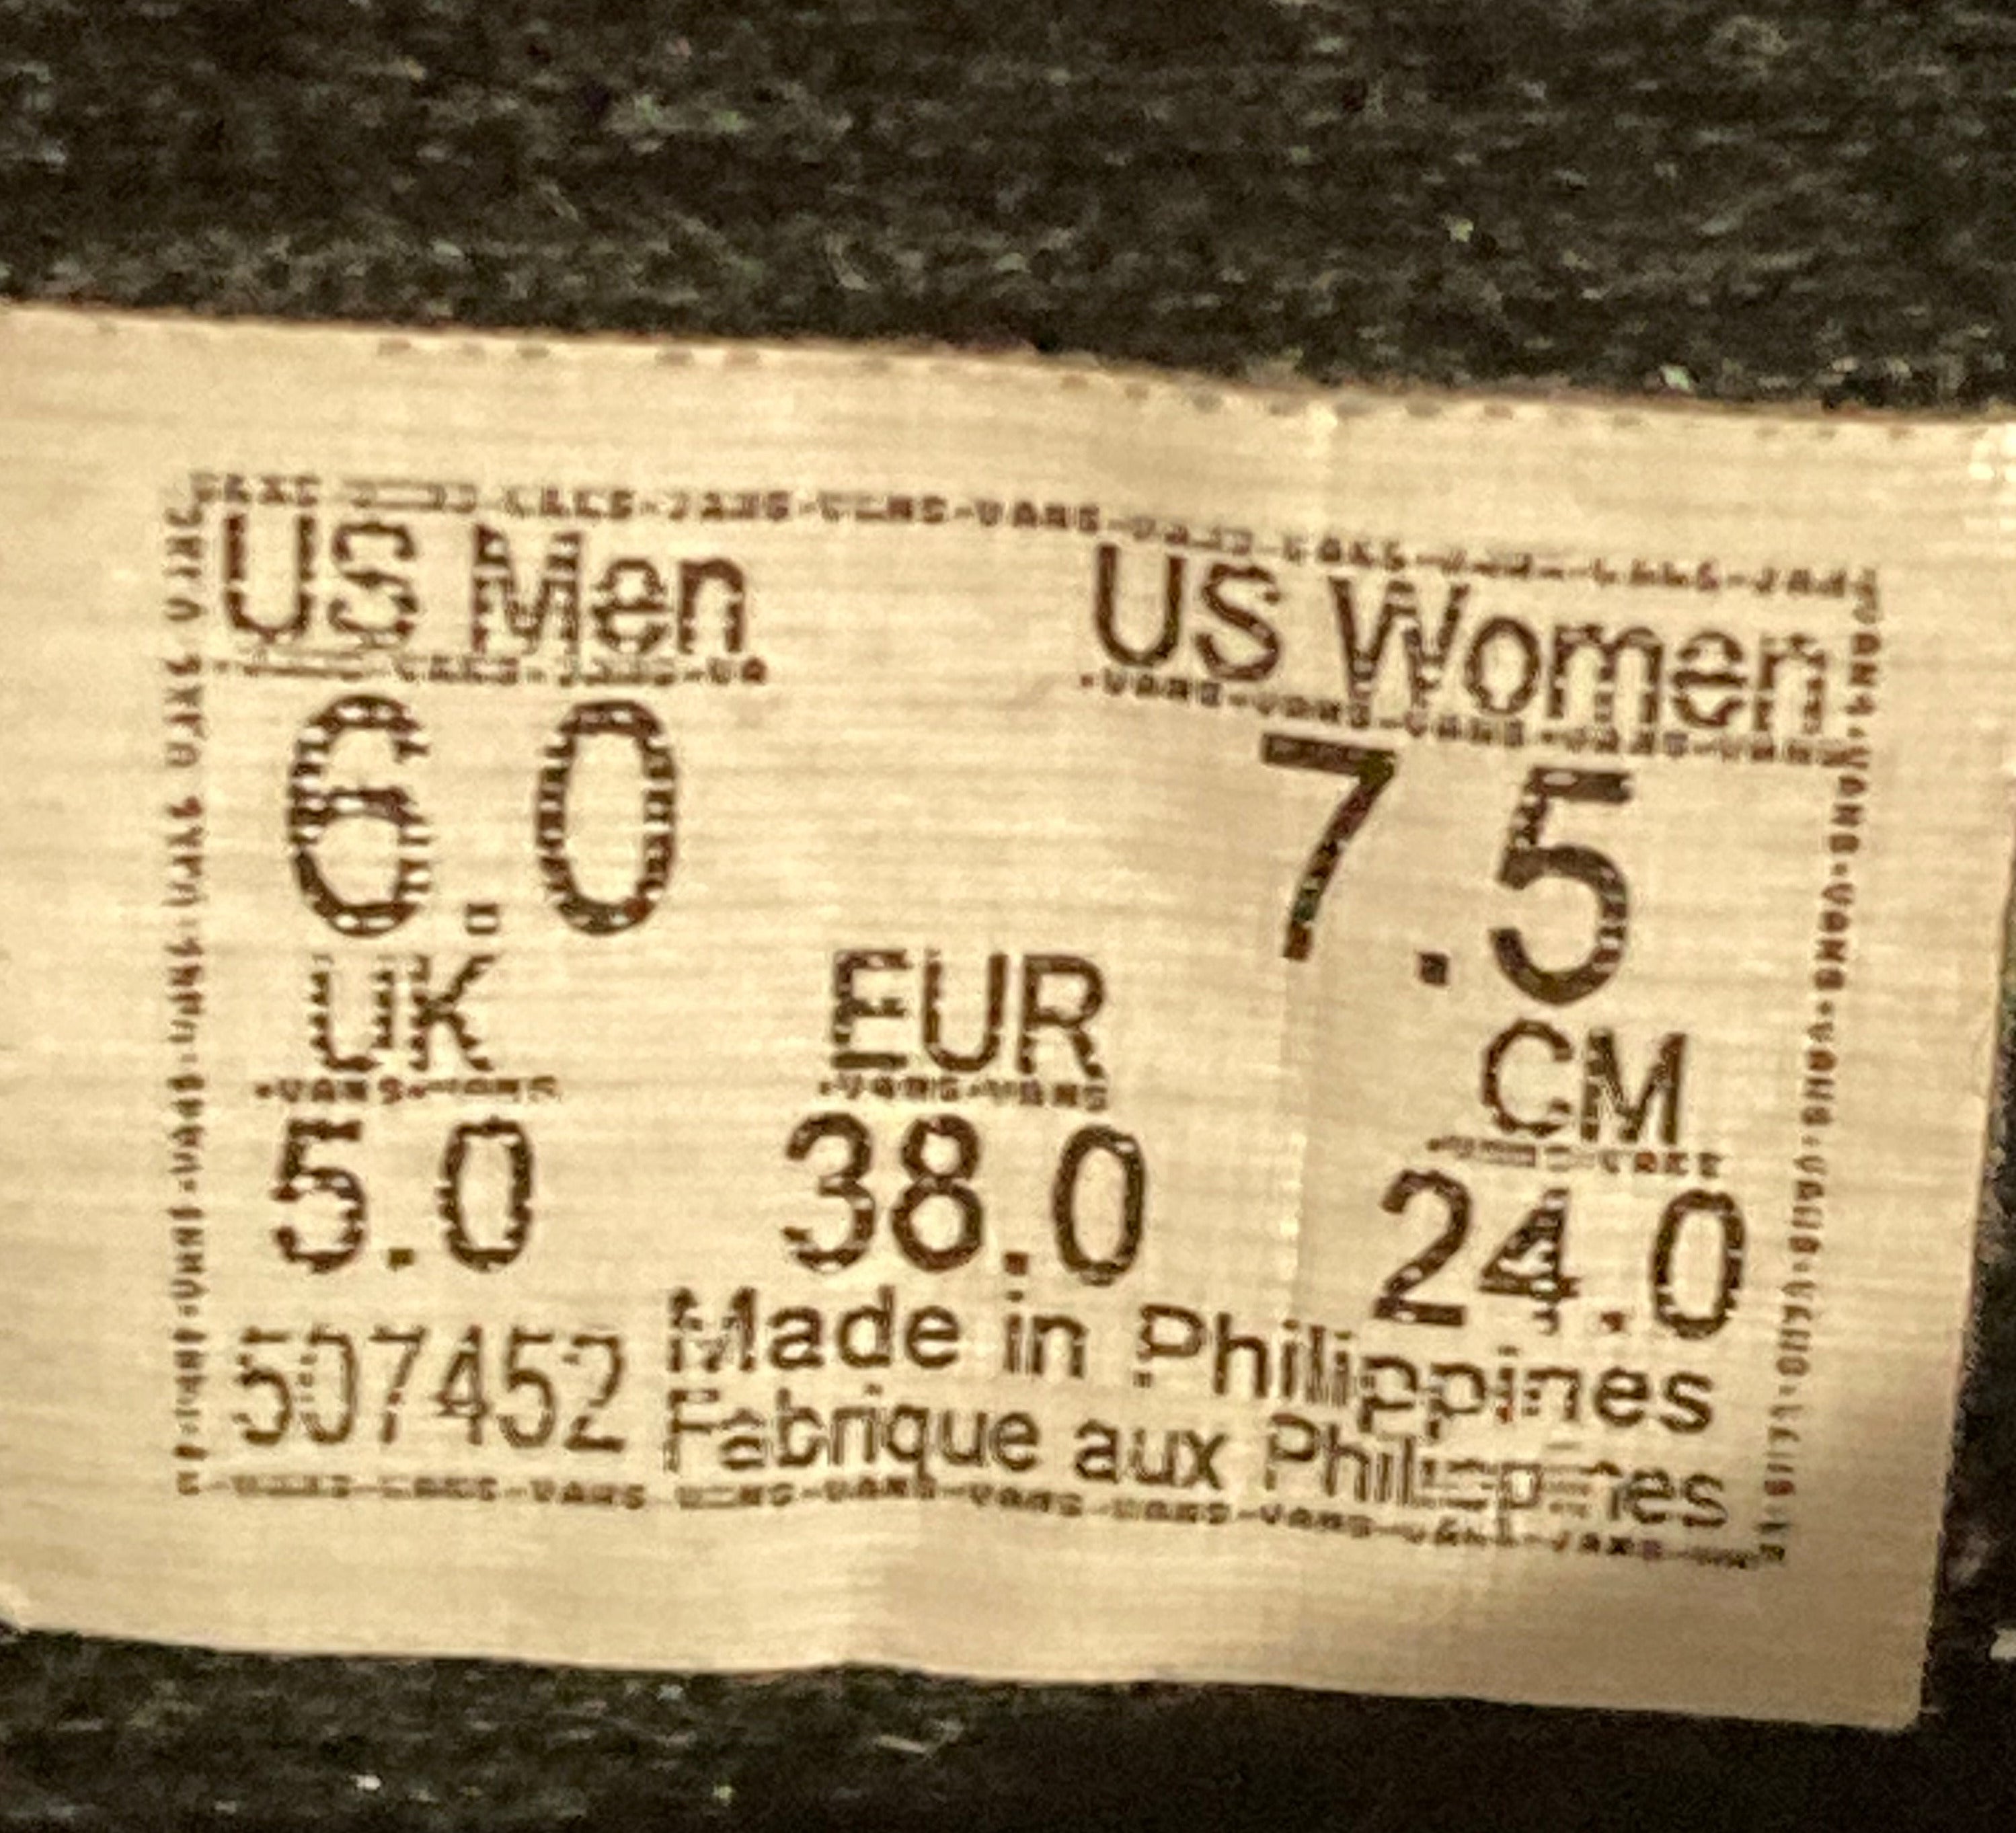 US Men US Women
6.0 7.5
UK EUR CM
5.0 38.0 24.0
507452 Made in Philippines
Fabrique aux Philippines